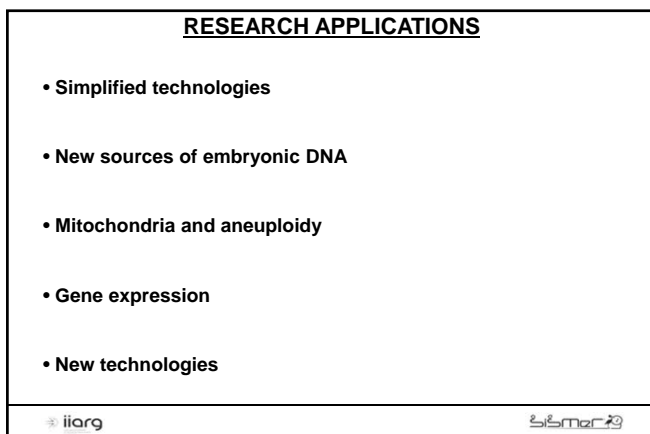 RESEARCH APPLICATIONS
• Simplified technologies
• New sources of embryonic DNA
• Mitochondria and aneuploidy
• Gene expression
• New technologies
iiarg
SISMER